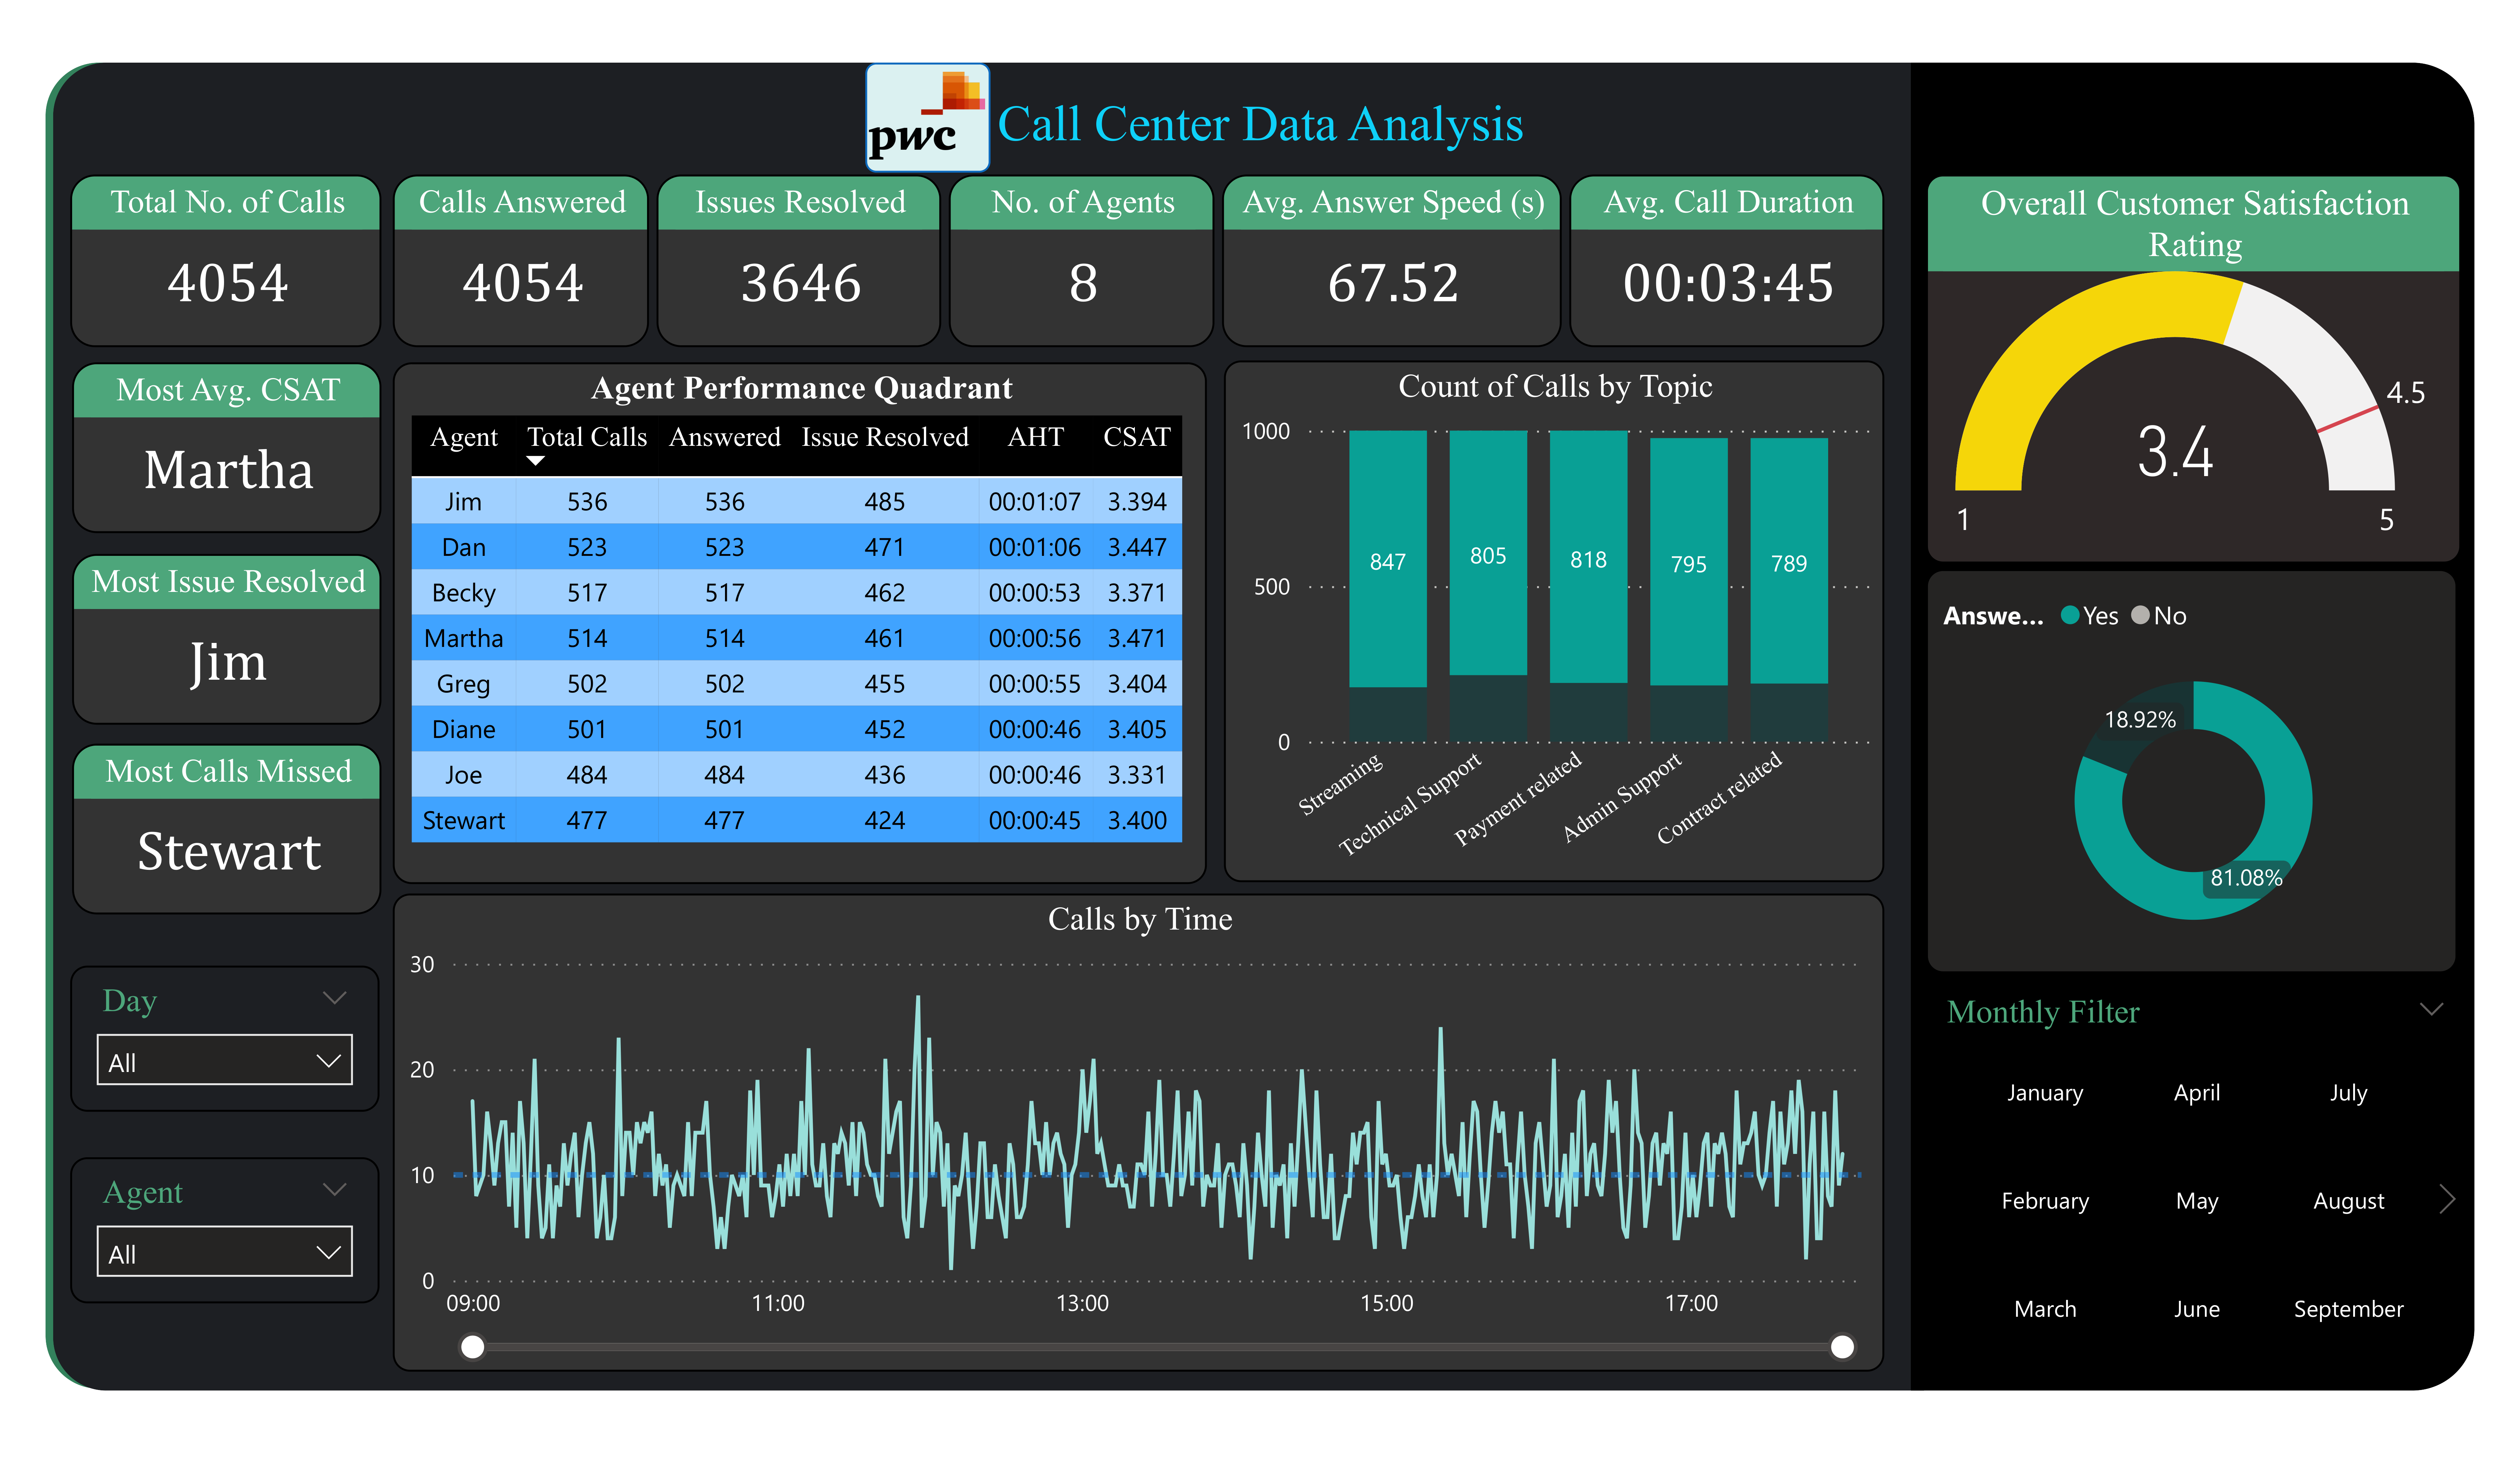 pwc
Call Center Data Analysis
Total No. of Calls
4054
Calls Answered
4054
Issues Resolved
3646
No. of Agents
8
Avg. Answer Speed (s)
67.52
Avg. Call Duration
00:03:45
Overall Customer Satisfaction
Rating
3.4
4.5
1
5
Most Avg. CSAT
Martha
Most Issue Resolved
Jim
Most Calls Missed
Stewart
Agent Performance Quadrant
Agent Total Calls Answered Issue Resolved AHT CSAT
Jim 536 536 485 00:01:07 3.394
Dan 523 523 471 00:01:06 3.447
Becky 517 517 462 00:00:53 3.371
Martha 514 514 461 00:00:56 3.471
Greg 502 502 455 00:00:55 3.404
Diane 501 501 452 00:00:46 3.405
Joe 484 484 436 00:00:46 3.331
Stewart 477 477 424 00:00:45 3.400
Count of Calls by Topic
1000
500
0
847 805 818 795 789
Streaming
Technical Support
Payment related
Admin Support
Contract related
Answe... Yes No
18.92%
81.08%
Day
All
Agent
All
Calls by Time
30
20
10
0
09:00 11:00 13:00 15:00 17:00
Monthly Filter
January April July
February May August
March June September